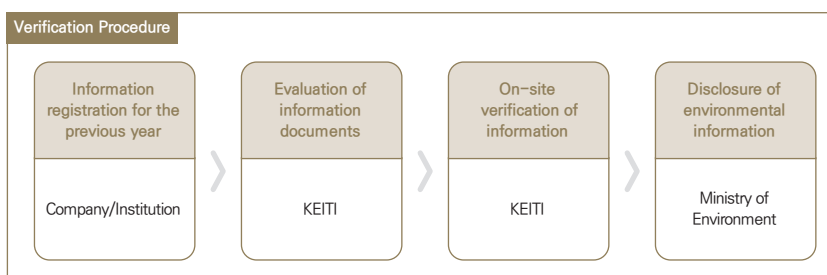 Verification Procedure
Information
registration for the
previous year
Company/Institution
Evaluation of
information
documents
KEITI
On-site
verification of
information
KEITI
Disclosure of
environmental
information
Ministry of
Environment